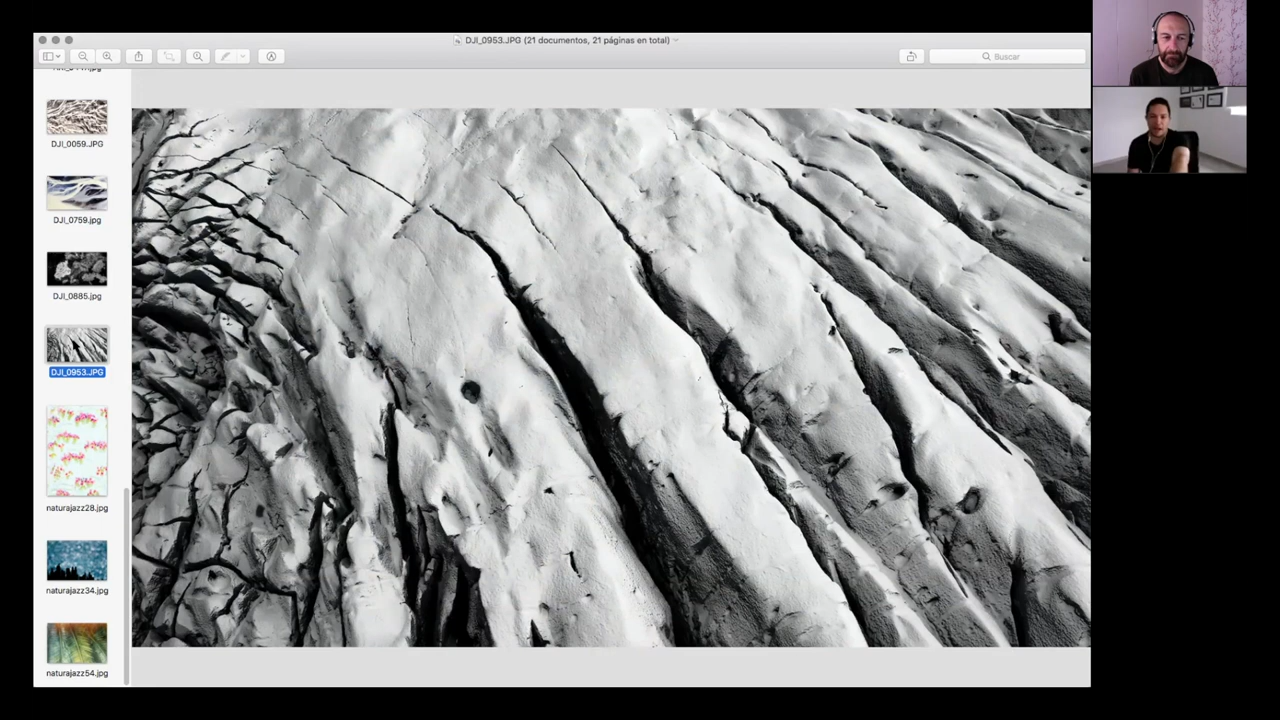 DJI_0953.JPG (21 documentos, 21 páginas en total)
Buscar
DJI_0059.JPG
DJI_0759.jpg
DJI_0885.jpg
DJI_0953.JPG
naturajazz28.jpg
naturajazz34.jpg
naturajazz54.jpg